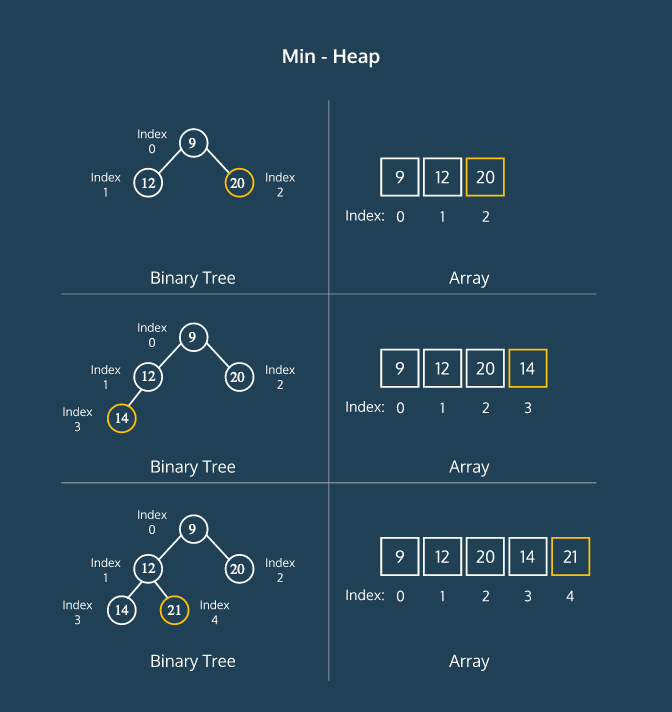 Min - Heap
Index
0
9
Index
1
12
20
Index
2
9 12 20
Index: 0 1 2
Binary Tree
Array
Index
0
9
Index
1
12
20
Index
2
Index
3
14
9 12 20 14
Index: 0 1 2 3
Binary Tree
Array
Index
0
9
Index
1
12
20
Index
2
Index
3
14
21
Index
4
9 12 20 14 21
Index: 0 1 2 3 4
Binary Tree
Array